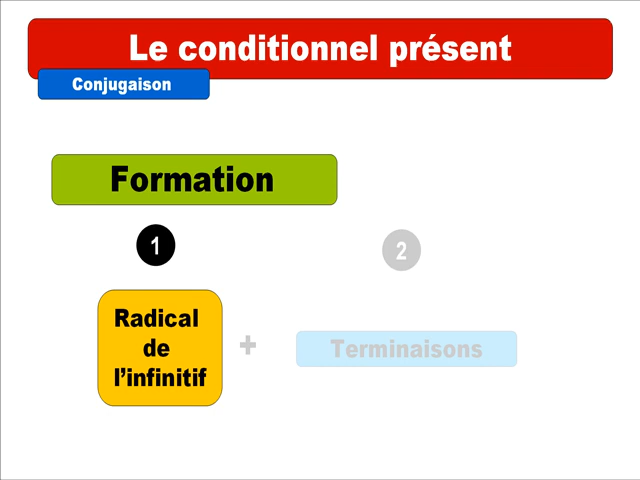 Le conditionnel présent
Conjugaison
Formation
1
2
Radical
de
l'infinitif
+
Terminaisons